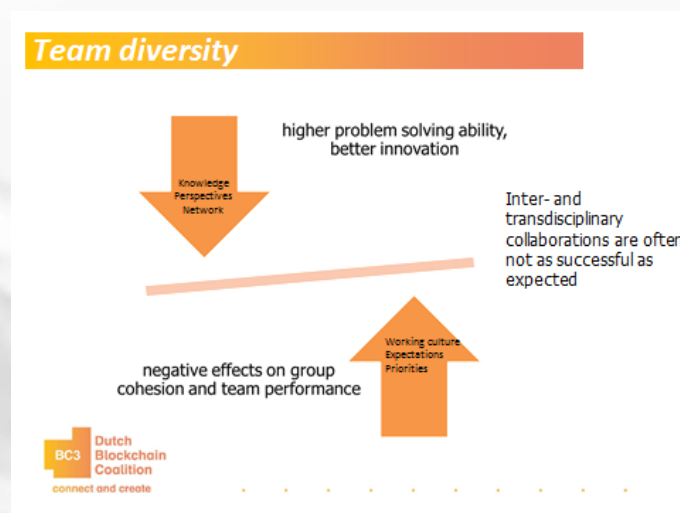 Team diversity
higher problem solving ability,
better innovation
Knowledge
Perspectives
Network
Inter- and
transdisciplinary
collaborations are often
not as successful as
expected
Working culture
Expectations
Priorities
negative effects on group
cohesion and team performance
BC3
Dutch
Blockchain
Coalition
connect and create